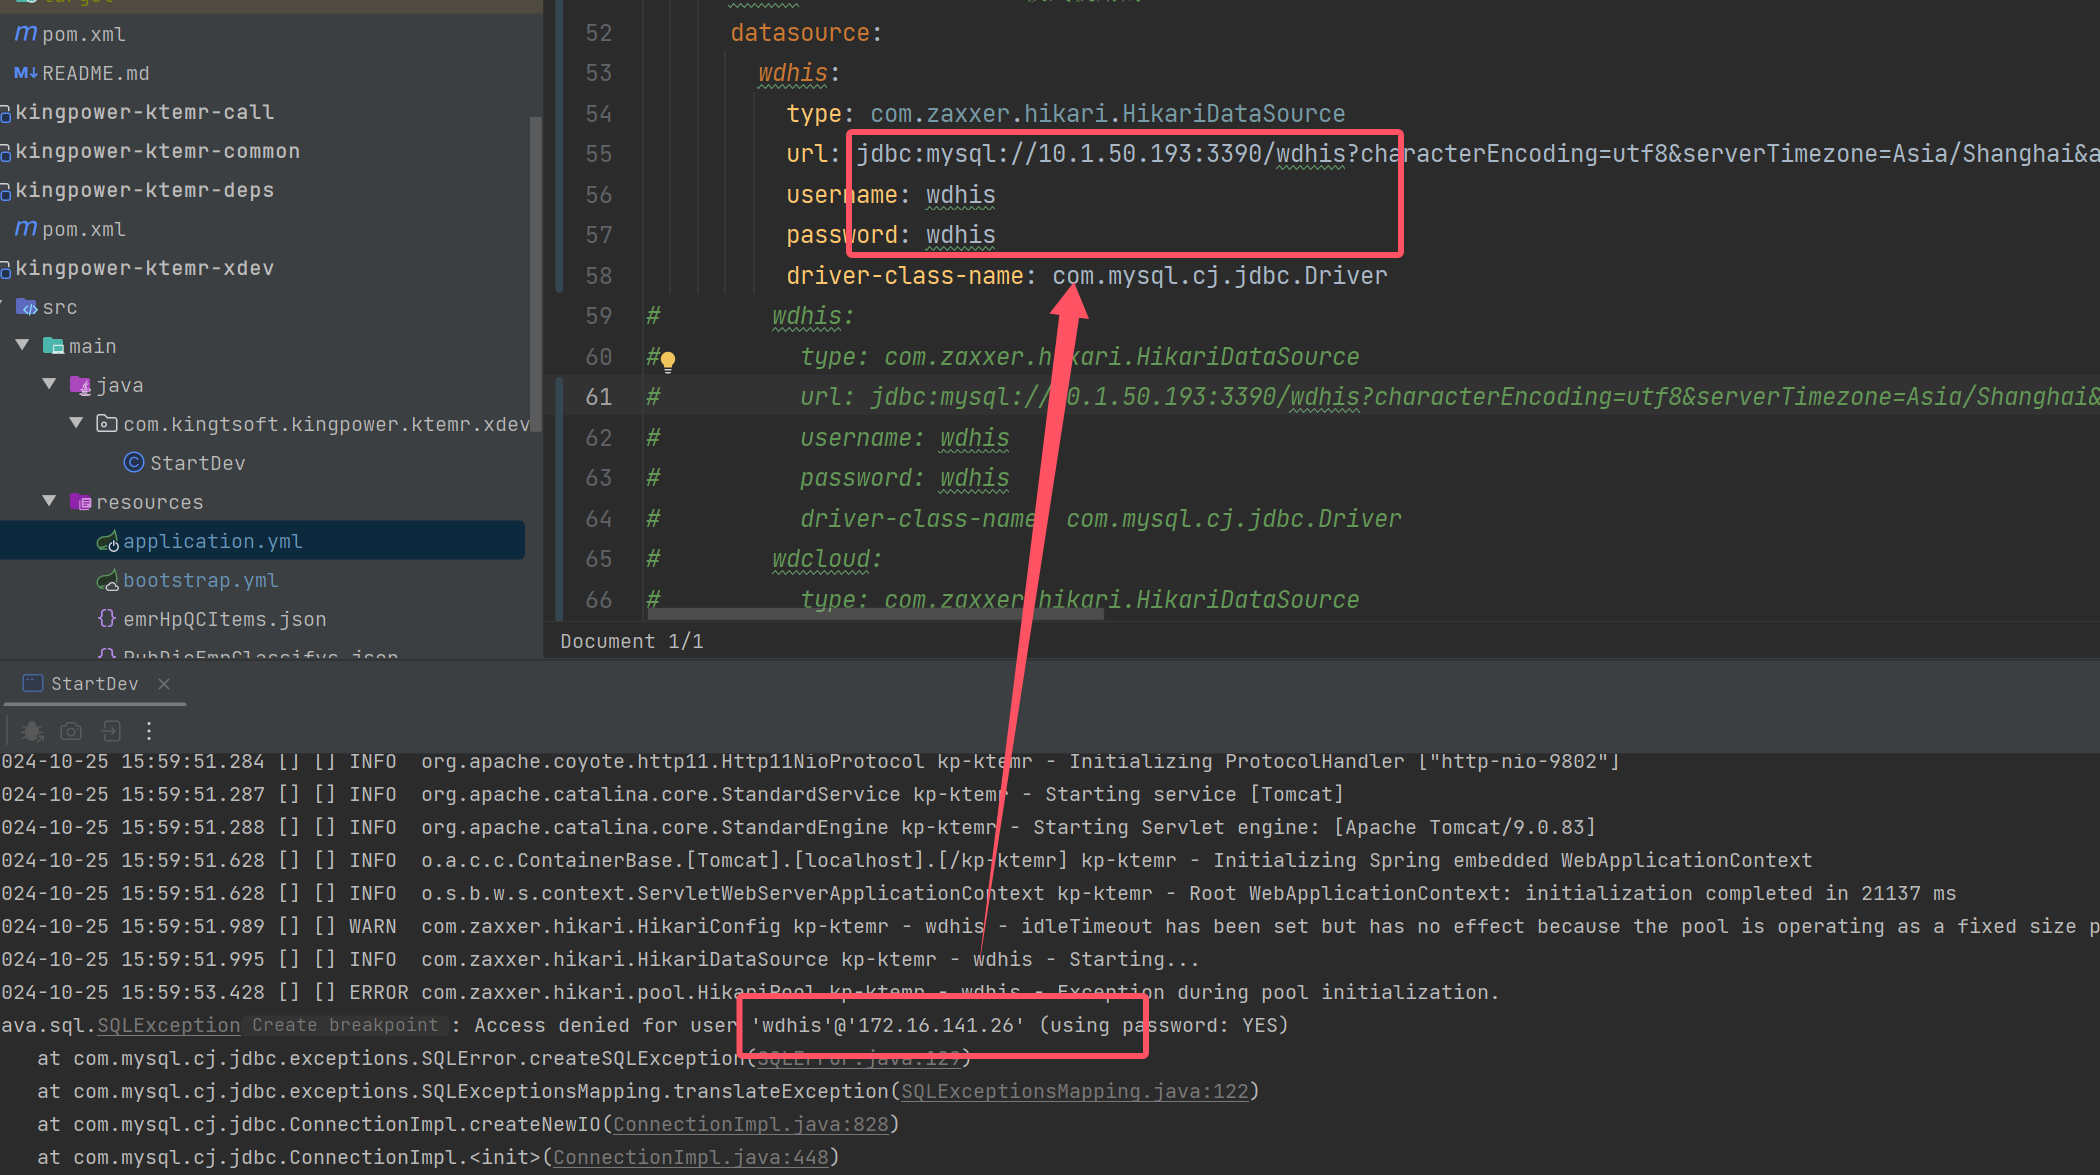 pom.xml
README.md
kingpower-ktemr-call
kingpower-ktemr-common
kingpower-ktemr-deps
pom.xml
kingpower-ktemr-xdev
src
main
java
com.kingtsoft.kingpower.ktemr.xdev
StartDev
resources
application.yml
bootstrap.yml
emrHpQCItems.json
52 datasource:
53 wdhis:
54 type: com.zaxxer.hikari.HikariDataSource
55 url: jdbc:mysql://10.1.50.193:3390/wdhis?characterEncoding=utf8&serverTimezone=Asia/Shanghai&a
56 username: wdhis
57 password: wdhis
58 driver-class-name: com.mysql.cj.jdbc.Driver
59 # wdhis:
60 # type: com.zaxxer.hikari.HikariDataSource
61 # url: jdbc:mysql://10.1.50.193:3390/wdhis?characterEncoding=utf8&serverTimezone=Asia/Shanghai&
62 # username: wdhis
63 # password: wdhis
64 # driver-class-name com.mysql.cj.jdbc.Driver
65 # wdcloud:
66 # type: com.zaxxer.hikari.HikariDataSource
Document 1/1
StartDev
024-10-25 15:59:51.284 [] [] INFO org.apache.coyote.http11.Http11NioProtocol kp-ktemr - Initializing ProtocolHandler ["http-nio-9802"]
024-10-25 15:59:51.287 [] [] INFO org.apache.catalina.core.StandardService kp-ktemr - Starting service [Tomcat]
024-10-25 15:59:51.288 [] [] INFO org.apache.catalina.core.StandardEngine kp-ktemr - Starting Servlet engine: [Apache Tomcat/9.0.83]
024-10-25 15:59:51.628 [] [] INFO o.a.c.c.ContainerBase.[Tomcat].[localhost].[/kp-ktemr] kp-ktemr - Initializing Spring embedded WebApplicationContext
024-10-25 15:59:51.628 [] [] INFO o.s.b.w.s.context.ServletWebServerApplicationContext kp-ktemr - Root WebApplicationContext: initialization completed in 21137 ms
024-10-25 15:59:51.989 [] [] WARN com.zaxxer.hikari.HikariConfig kp-ktemr - wdhis - idleTimeout has been set but has no effect because the pool is operating as a fixed size p
024-10-25 15:59:51.995 [] [] INFO com.zaxxer.hikari.HikariDataSource kp-ktemr - wdhis - Starting...
024-10-25 15:59:53.428 [] [] ERROR com.zaxxer.hikari.pool.HikariPool kp-ktemr - wdhis - Exception during pool initialization.
ava.sql.SQLException Create breakpoint : Access denied for user 'wdhis'@'172.16.141.26' (using password: YES)
at com.mysql.cj.jdbc.exceptions.SQLError.createSQLException(SQLError.java:129)
at com.mysql.cj.jdbc.exceptions.SQLExceptionsMapping.translateException(SQLExceptionsMapping.java:122)
at com.mysql.cj.jdbc.ConnectionImpl.createNewIO(ConnectionImpl.java:828)
at com.mysql.cj.jdbc.ConnectionImpl.<init>(ConnectionImpl.java:448)